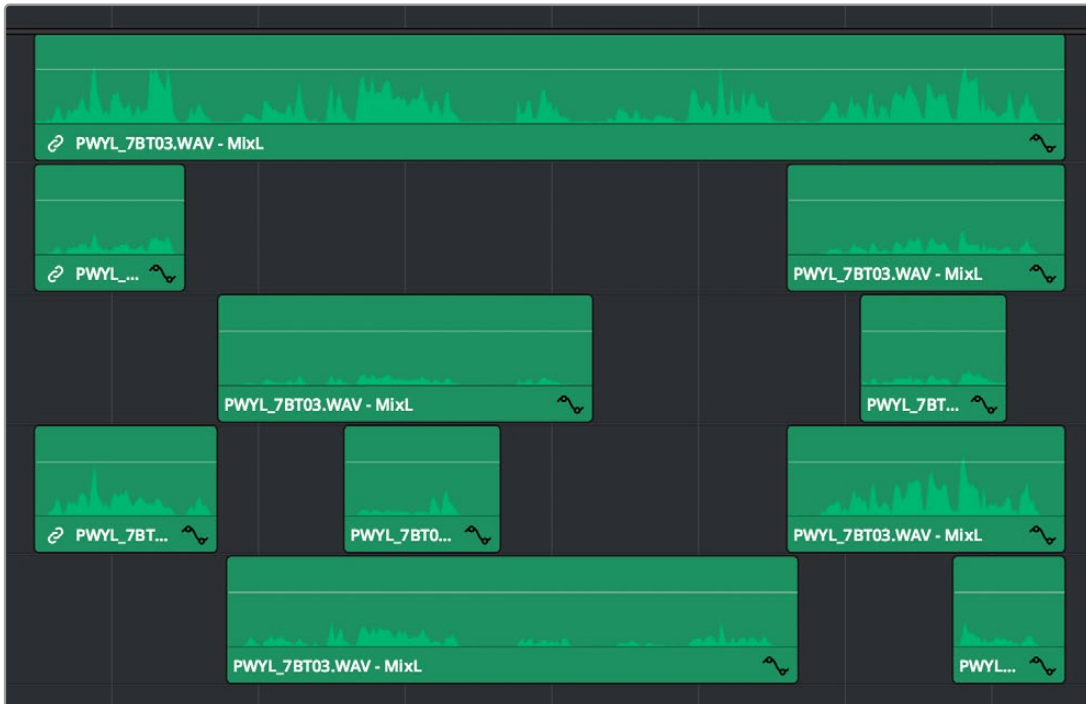 PWYL_7BT03.WAV - MixL
PWYL_...
PWYL_7BT03.WAV - MixL
PWYL_7BT03.WAV - MixL
PWYL_7BT...
PWYL_7BT...
PWYL_7BT0...
PWYL_7BT03.WAV - MixL
PWYL_7BT03.WAV - MixL
PWYL...